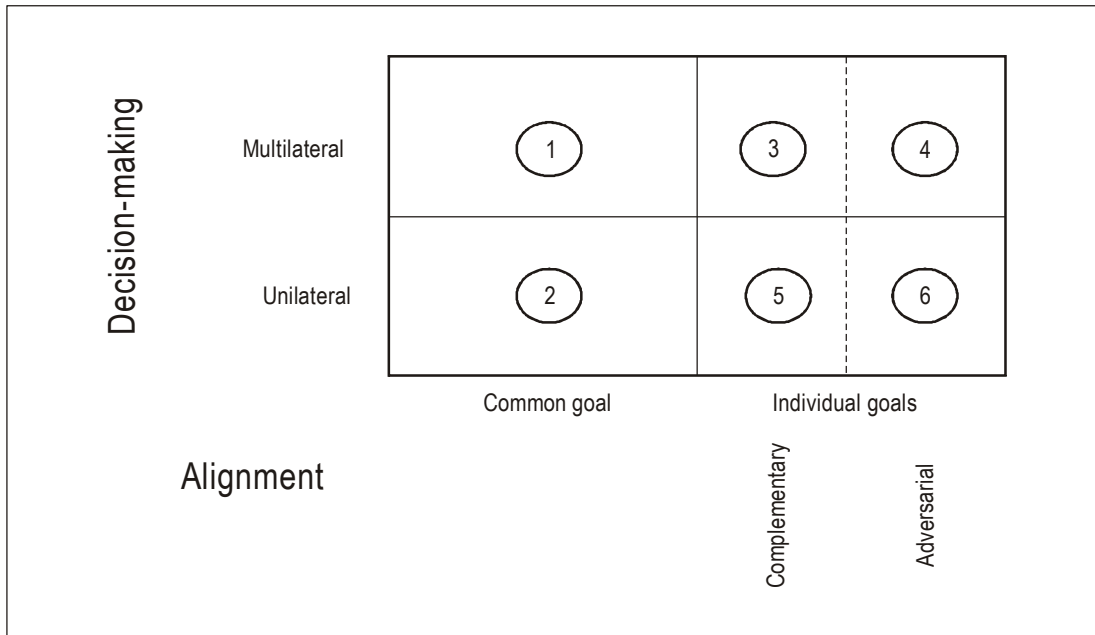 Decision-making
Multilateral
1
3
4
Unilateral
2
5
6
Common goal
Individual goals
Alignment
Complementary
Adversarial